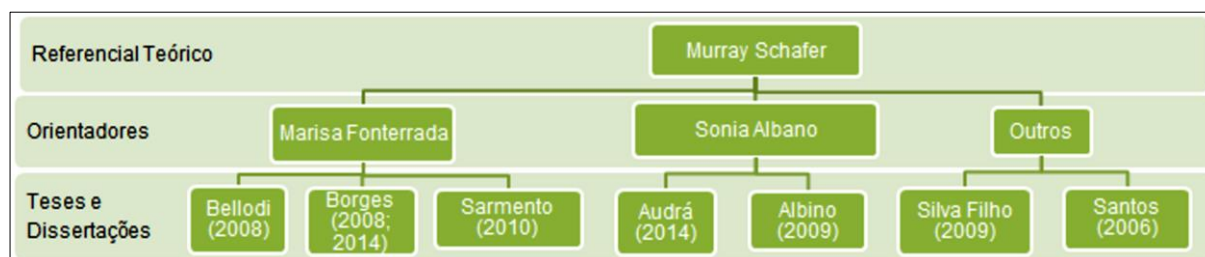 Referencial Teórico
Murray Schafer
Orientadores
Marisa Fonterrada
Sonia Albano
Outros
Teses e
Dissertações
Bellodi
(2008)
Borges
(2008;
2014)
Sarmento
(2010)
Audrá
(2014)
Albino
(2009)
Silva Filho
(2009)
Santos
(2006)